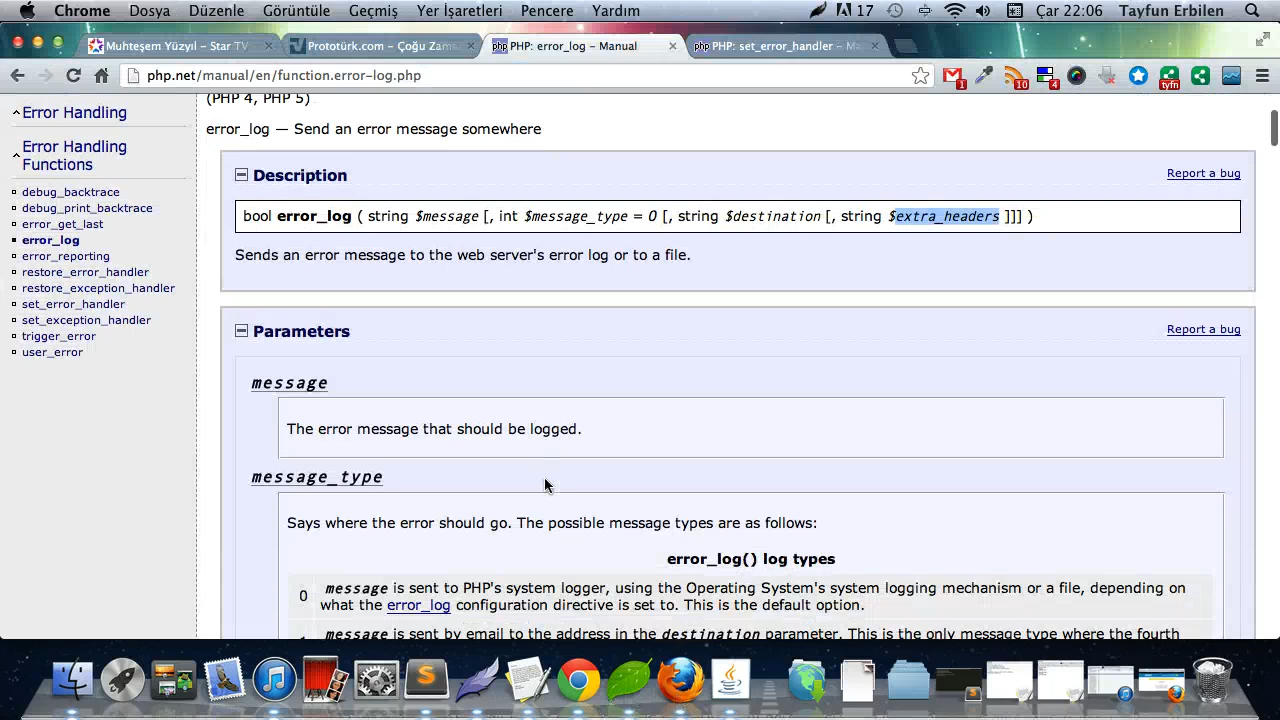 Chrome Dosya Düzenle Görüntüle Geçmiş Yer İşaretleri Pencere Yardım 17 Çar 22:06 Tayfun Erbilen
Muhteşem Yüzyıl – Star TV Prototürk.com – Çoğu Zam PHP: error_log – Manual PHP: set_error_handler – Ma
php.net/manual/en/function.error-log.php 1 10 4 tyfn
Error Handling
Error Handling
Functions
debug_backtrace
debug_print_backtrace
error_get_last
error_log
error_reporting
restore_error_handler
restore_exception_handler
set_error_handler
set_exception_handler
trigger_error
user_error
(PHP 4, PHP 5)
error_log — Send an error message somewhere
Description Report a bug
bool error_log ( string $message [, int $message_type = 0 [, string $destination [, string $extra_headers ]]] )
Sends an error message to the web server's error log or to a file.
Parameters Report a bug
message
The error message that should be logged.
message_type
Says where the error should go. The possible message types are as follows:
error_log() log types
0 message is sent to PHP's system logger, using the Operating System's system logging mechanism or a file, depending on
what the error_log configuration directive is set to. This is the default option.
message is sent by email to the address in the destination parameter. This is the only message type where the fourth